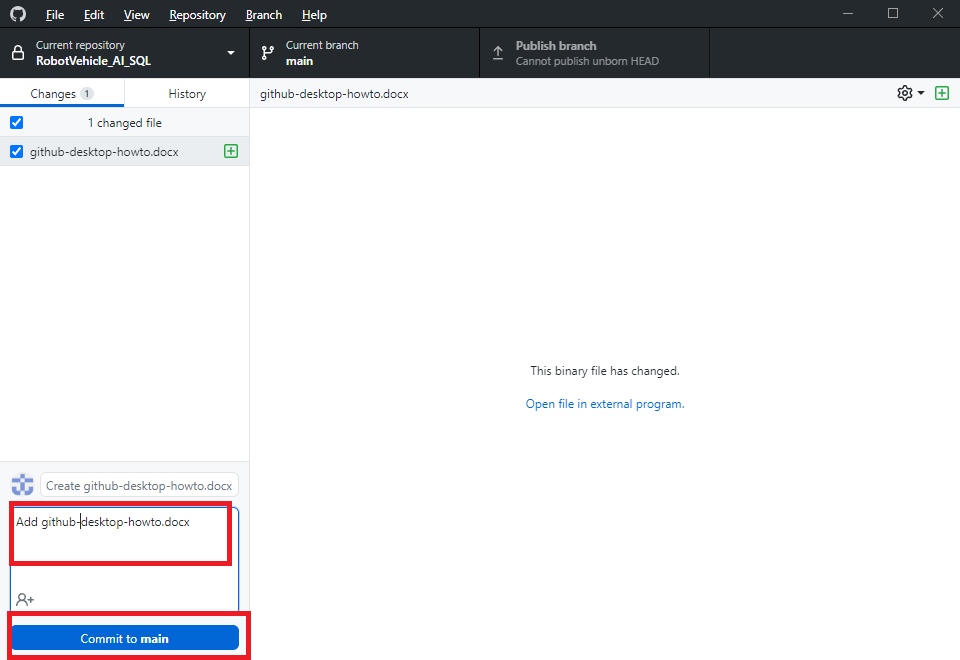 File Edit View Repository Branch Help
Current repository
RobotVehicle_AI_SQL
Current branch
main
Publish branch
Cannot publish unborn HEAD
Changes 1
History
github-desktop-howto.docx
1 changed file
github-desktop-howto.docx
This binary file has changed.
Open file in external program.
Create github-desktop-howto.docx
Add github-desktop-howto.docx
Commit to main